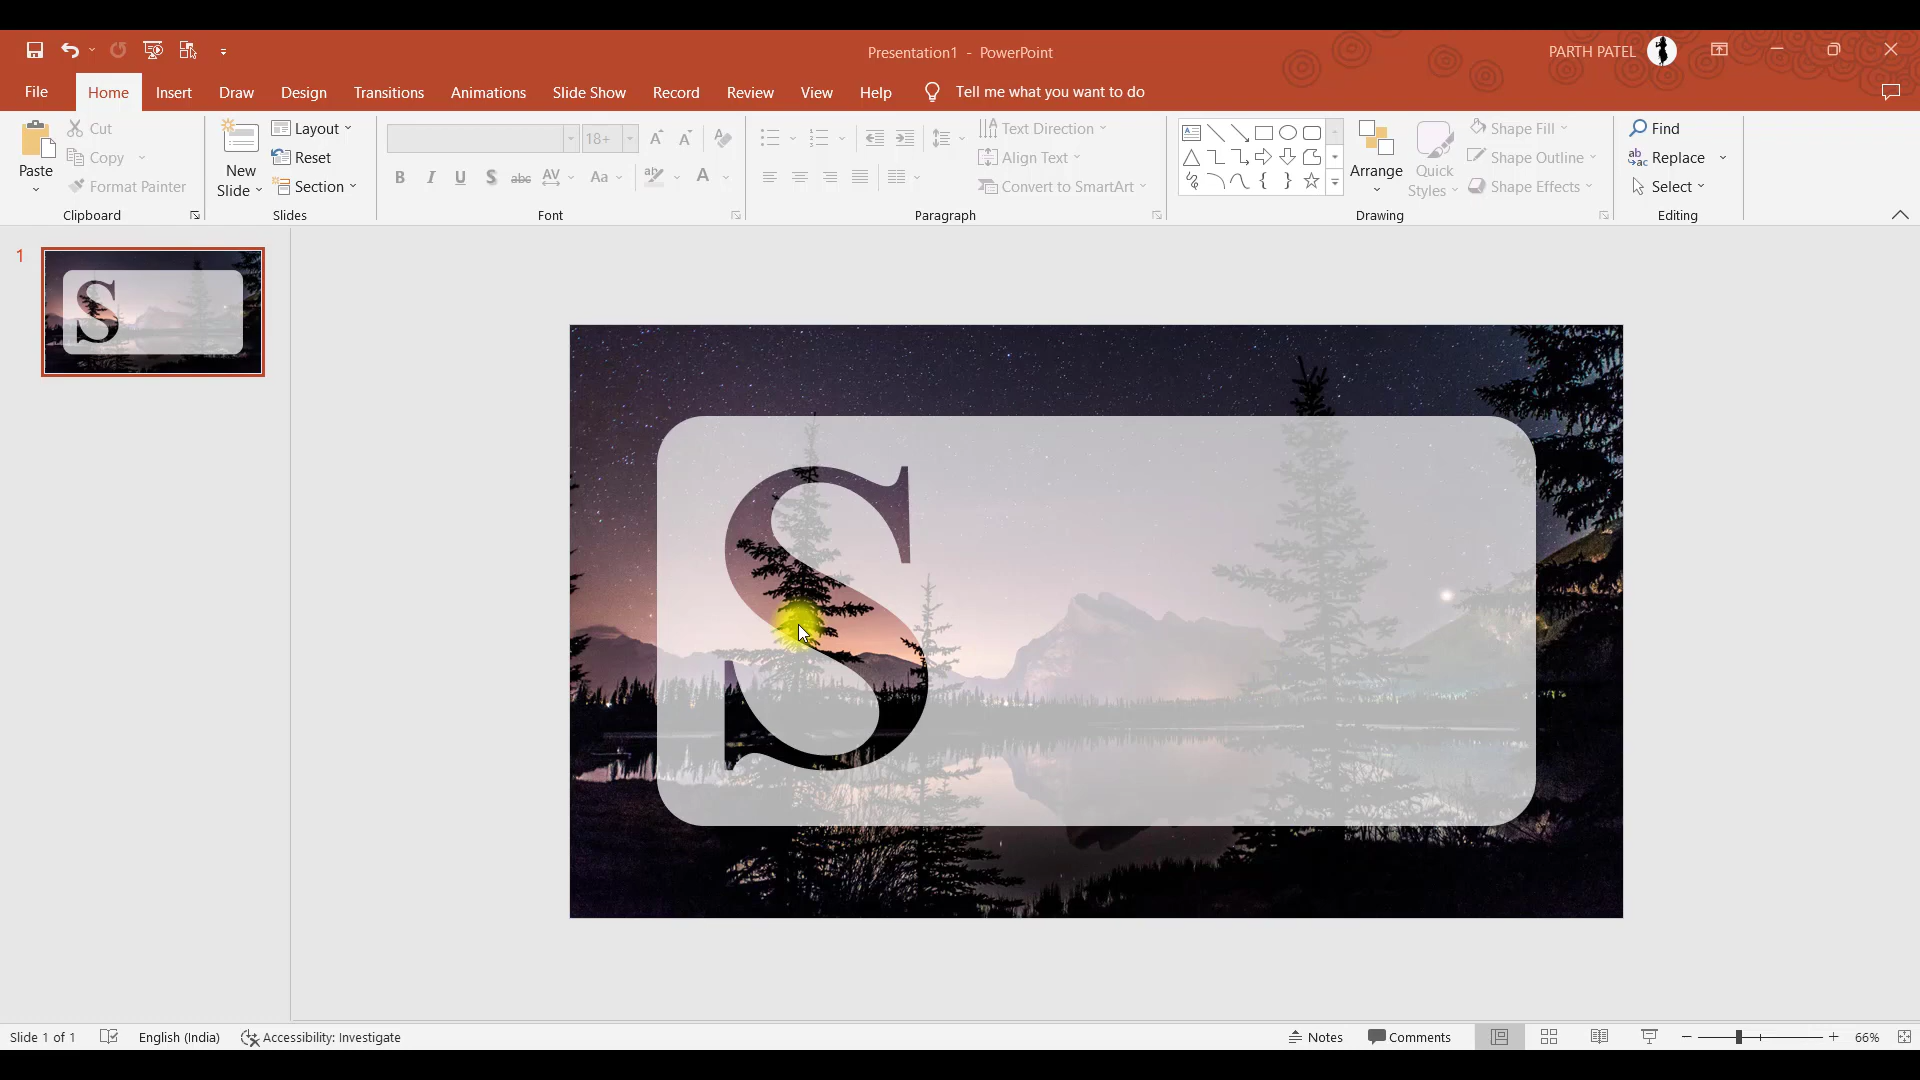 Presentation1 - PowerPoint
PARTH PATEL
File Home Insert Draw Design Transitions Animations Slide Show Record Review View Help Tell me what you want to do
Paste
Cut
Copy
Format Painter
Clipboard
New Slide
Layout
Reset
Section
Slides
18+
B I U S abc AV Aa A
Font
Text Direction
Align Text
Convert to SmartArt
Paragraph
Arrange
Quick Styles
Shape Fill
Shape Outline
Shape Effects
Drawing
Find
Replace
Select
Editing
1
S
S
Slide 1 of 1 English (India) Accessibility: Investigate Notes Comments 66%